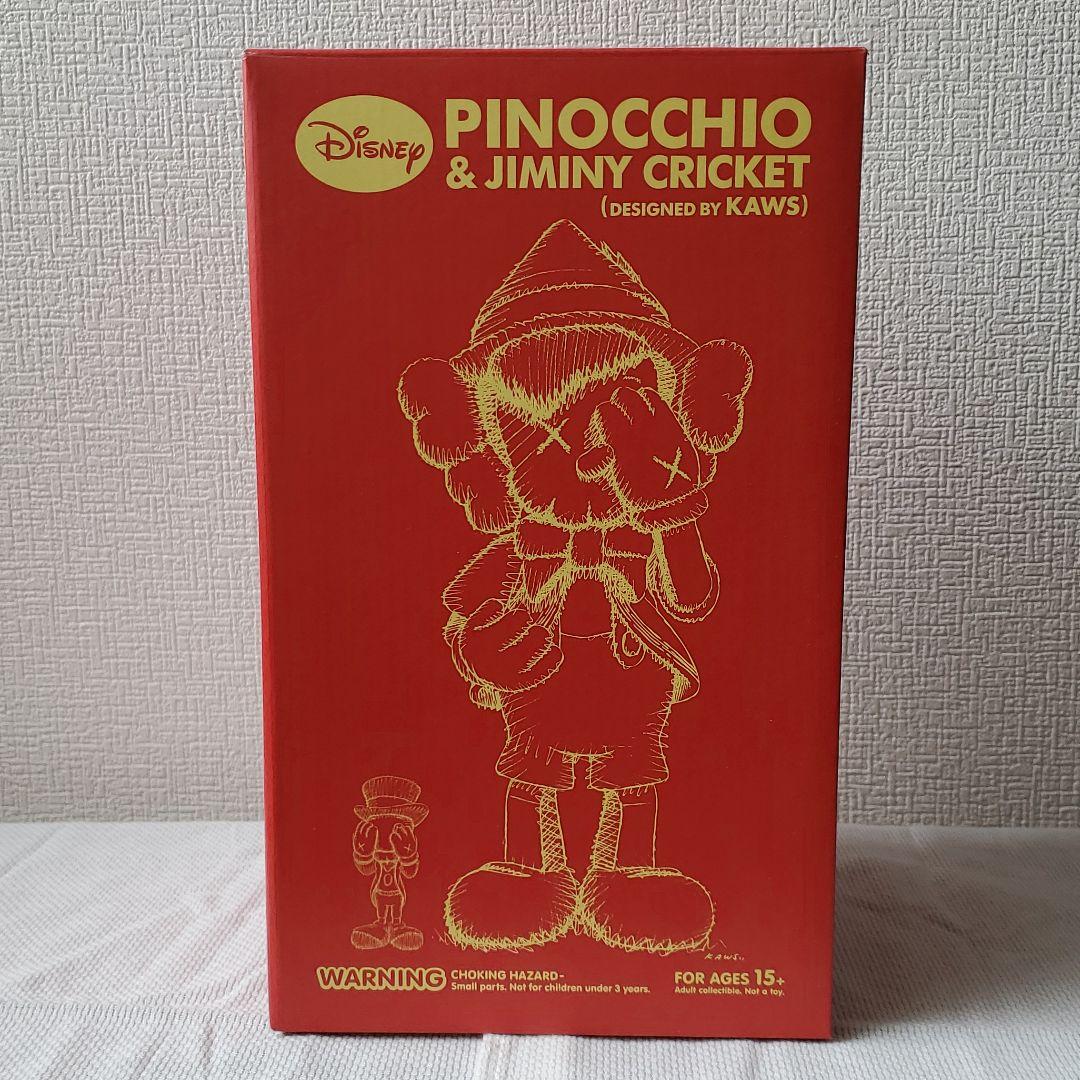 Disney
PINOCCHIO
& JIMINY CRICKET
(DESIGNED BY KAWS)
KAWS..
WARNING
CHOKING HAZARD-
Small parts. Not for children under 3 years.
FOR AGES 15+
Adult collectible. Not a toy.